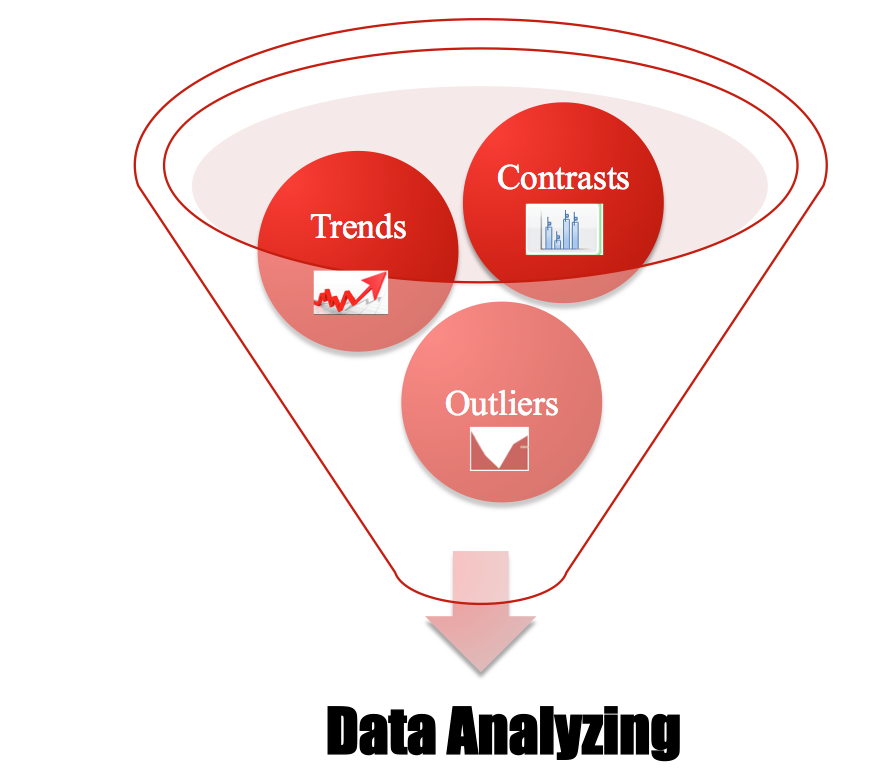 Contrasts
Trends
Outliers
Data Analyzing